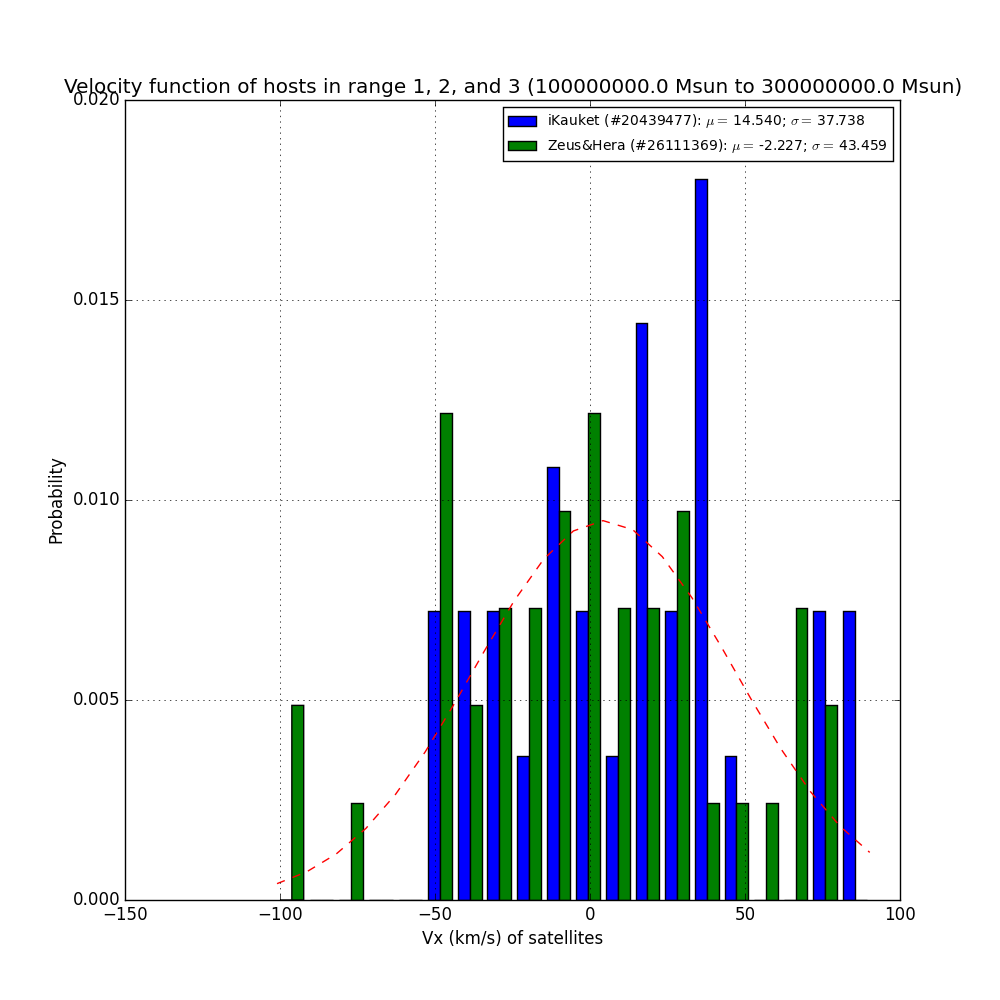 Velocity function of hosts in range 1, 2, and 3 (100000000.0 Msun to 300000000.0 Msun)
iKauket (#20439477): μ = 14.540; σ = 37.738
Zeus&Hera (#26111369): μ = -2.227; σ = 43.459
0.020
0.015
0.010
0.005
0.000
Probability
−150
−100
−50
0
50
100
Vx (km/s) of satellites